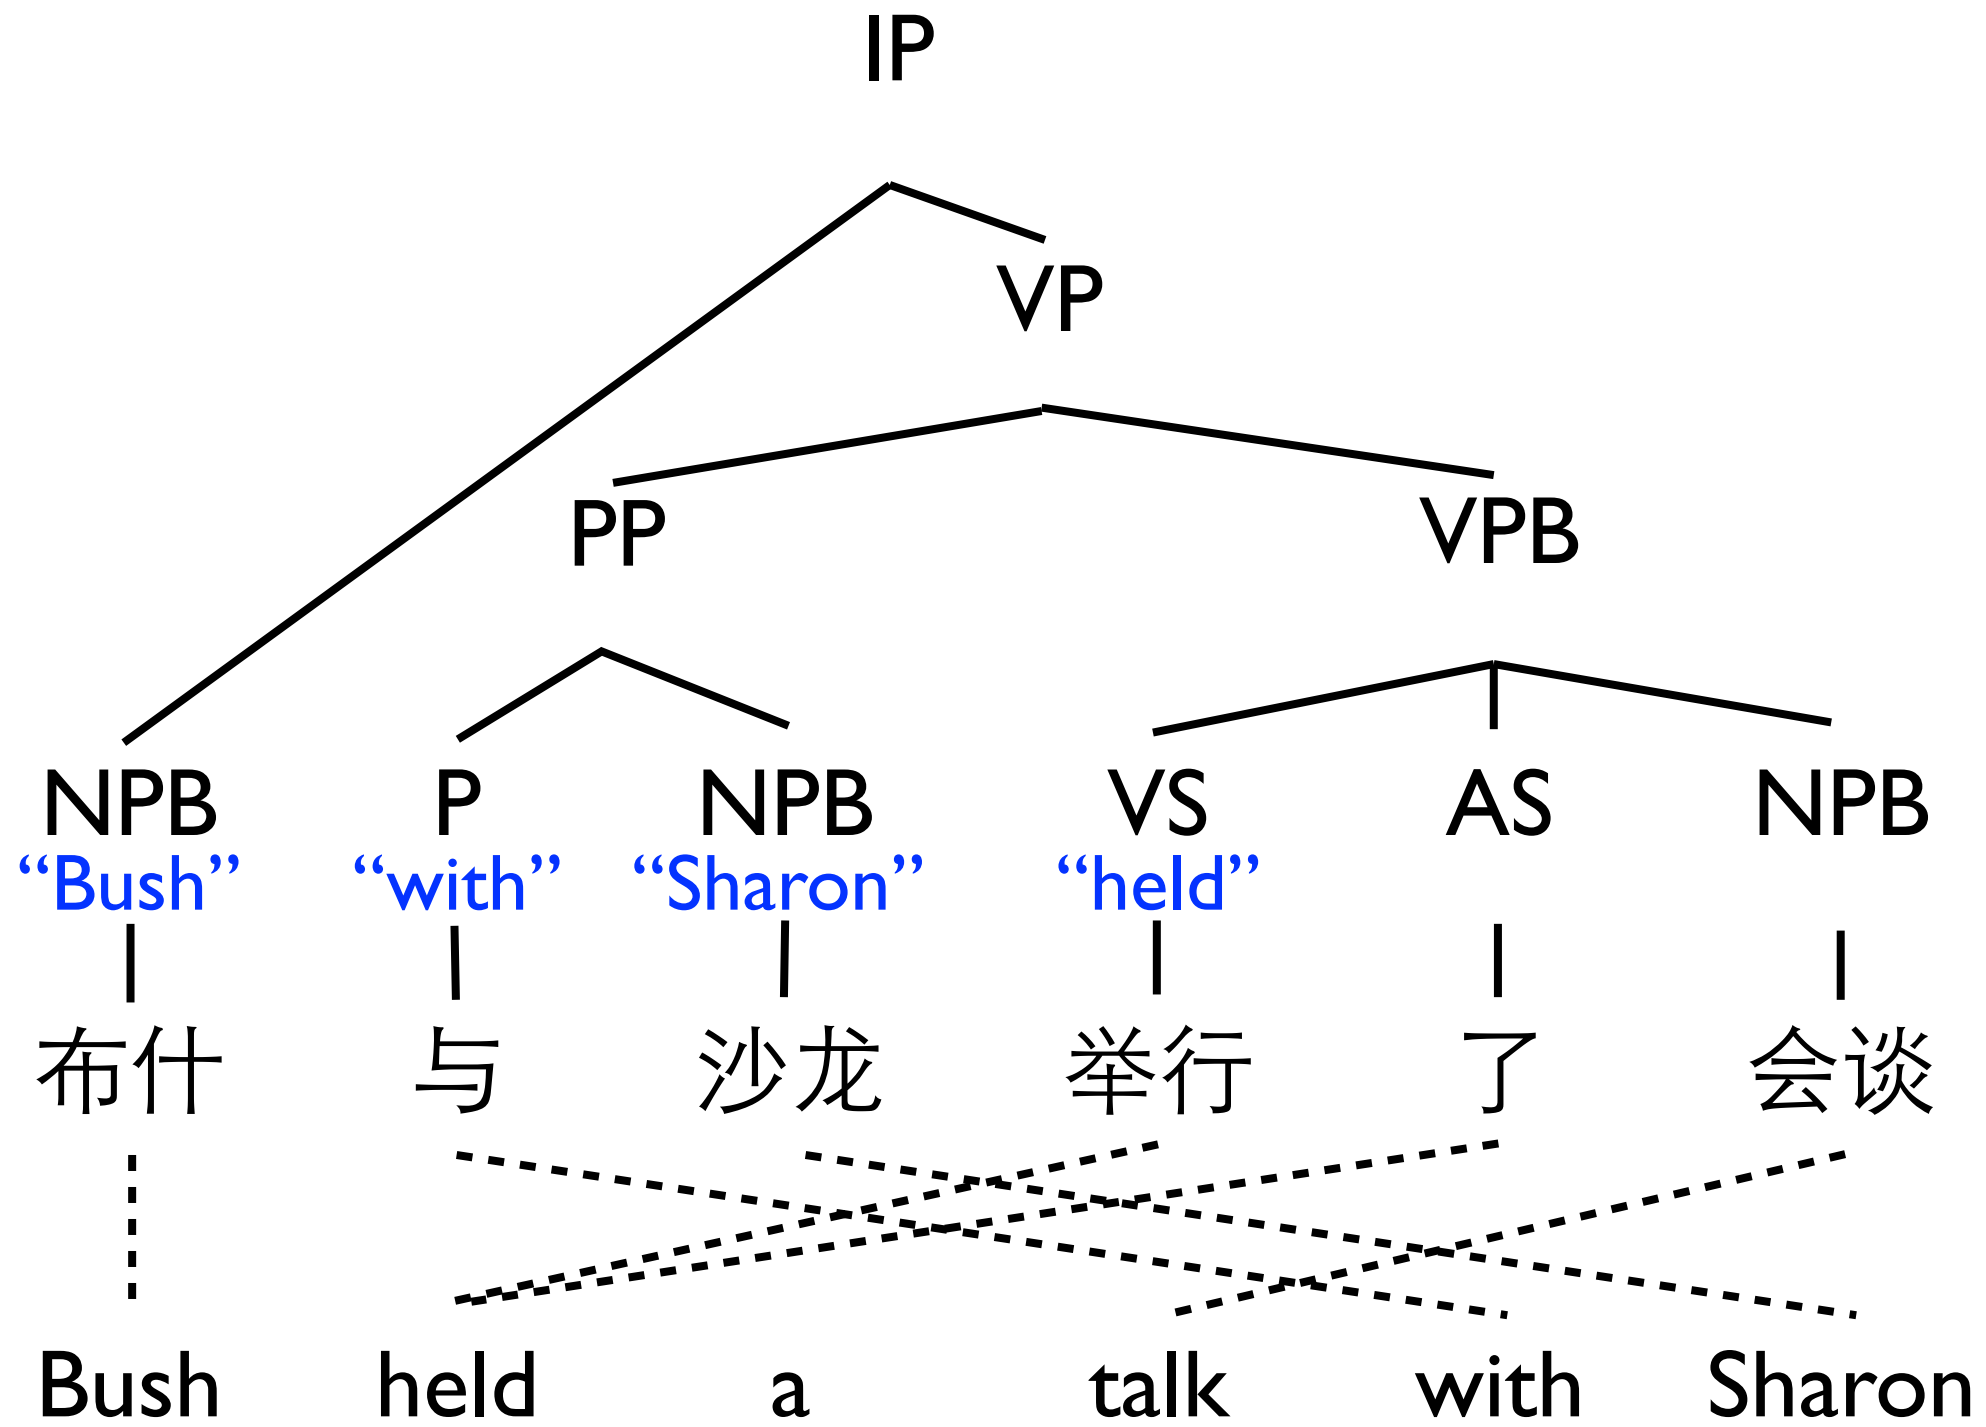 IP
VP
PP VPB
NPB P NPB VS AS NPB
“Bush” “with” “Sharon” “held”
布什 与 沙龙 举行 了 会谈
Bush held a talk with Sharon